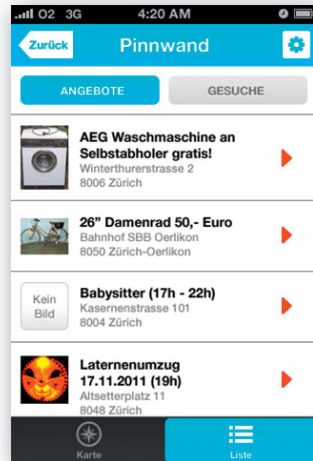 O2 3G 4:20 AM
Zurück Pinnwand
ANGEBOTE GESUCHE
AEG Waschmaschine an
Selbstabholer gratis!
Winterthurerstrasse 2
8006 Zürich
26” Damenrad 50,- Euro
Bahnhof SBB Oerlikon
8050 Zürich-Oerlikon
Kein
Bild
Babysitter (17h - 22h)
Kasernenstrasse 101
8004 Zürich
Laternenumzug
17.11.2011 (19h)
Altsetterplatz 11
8048 Zürich
Karte Liste